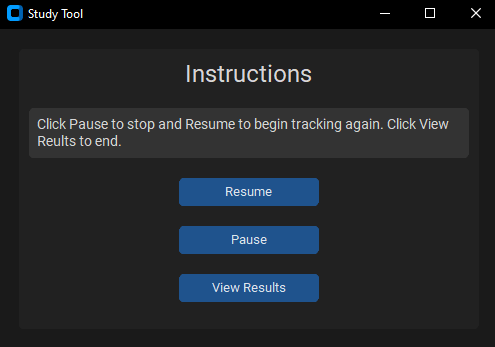 Study Tool
Instructions
Click Pause to stop and Resume to begin tracking again. Click View
Reults to end.
Resume
Pause
View Results